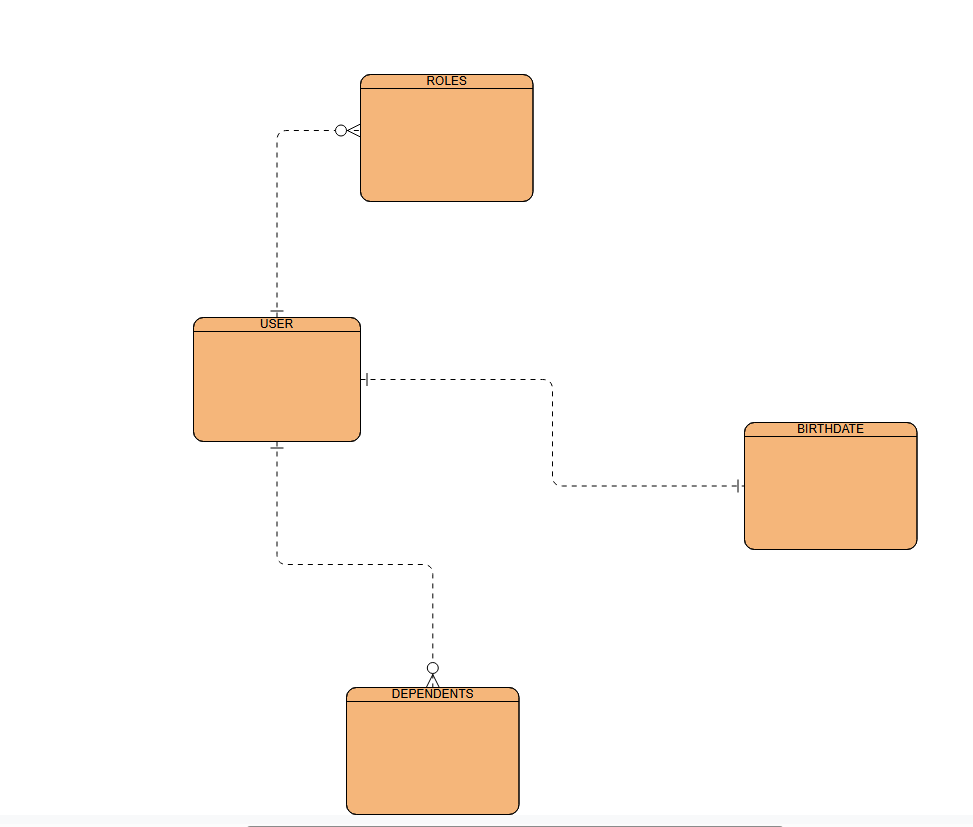 ROLES
USER
BIRTHDATE
DEPENDENTS